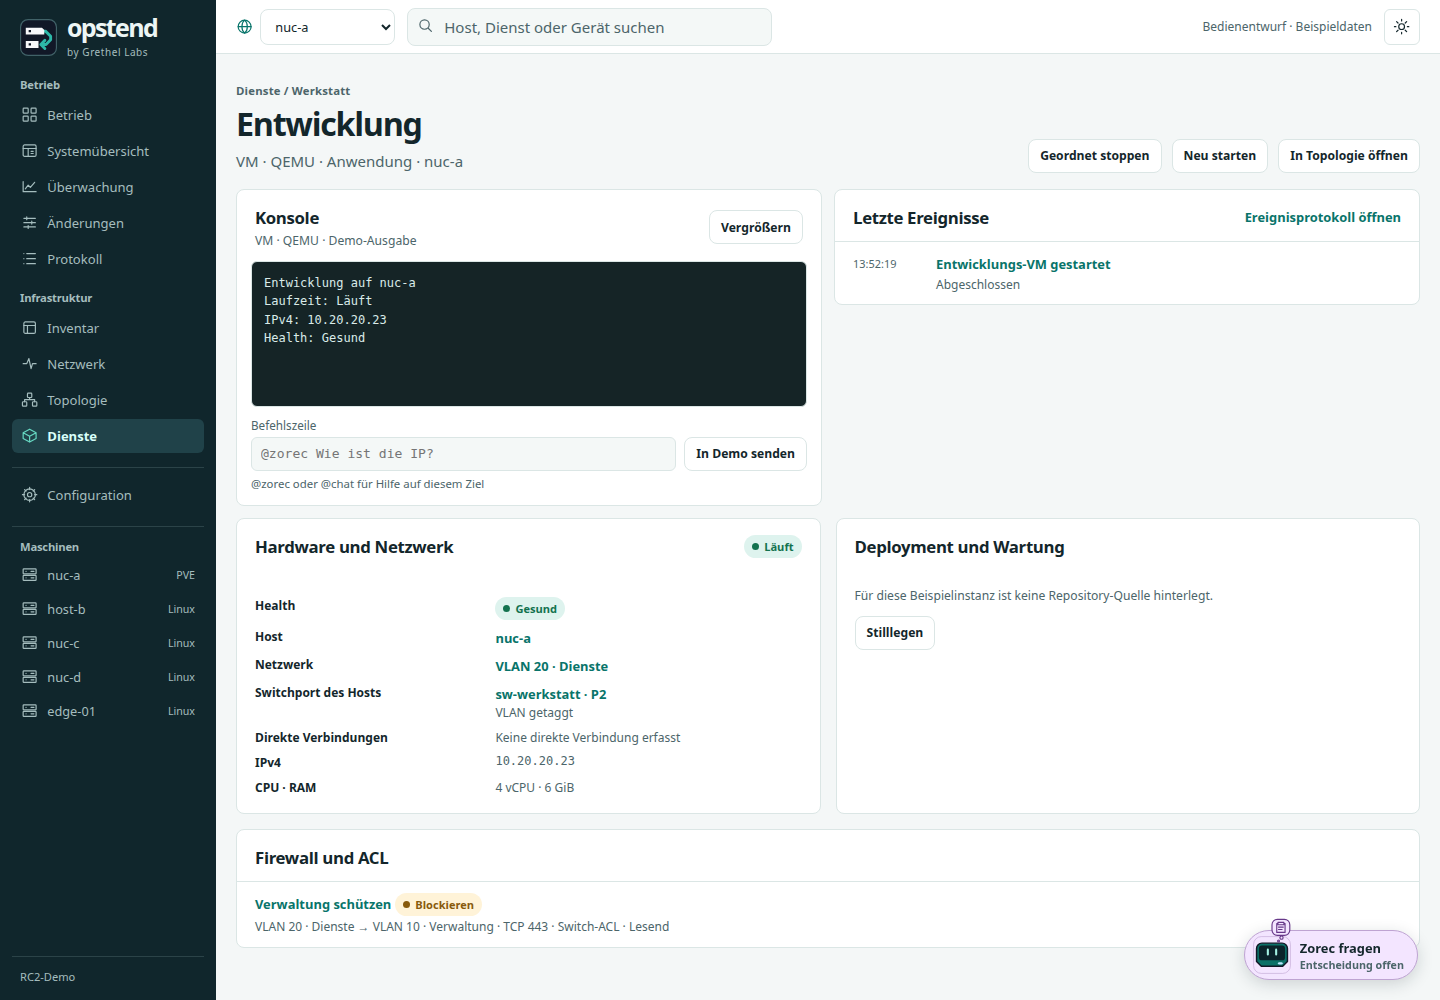 opstend
by Grethel Labs
Betrieb
Betrieb
Systemübersicht
Überwachung
Änderungen
Protokoll
Infrastruktur
Inventar
Netzwerk
Topologie
Dienste
Configuration
Maschinen
nuc-a PVE
host-b Linux
nuc-c Linux
nuc-d Linux
edge-01 Linux
RC2-Demo
nuc-a
Host, Dienst oder Gerät suchen
Bedienentwurf · Beispieldaten
Dienste / Werkstatt
Entwicklung
VM · QEMU · Anwendung · nuc-a
Geordnet stoppen
Neu starten
In Topologie öffnen
Konsole
VM · QEMU · Demo-Ausgabe
Vergrößern
Entwicklung auf nuc-a
Laufzeit: Läuft
IPv4: 10.20.20.23
Health: Gesund
Befehlszeile
@zorec Wie ist die IP?
In Demo senden
@zorec oder @chat für Hilfe auf diesem Ziel
Letzte Ereignisse
Ereignisprotokoll öffnen
13:52:19 Entwicklungs-VM gestartet
Abgeschlossen
Hardware und Netzwerk
Läuft
Health Gesund
Host nuc-a
Netzwerk VLAN 20 · Dienste
Switchport des Hosts sw-werkstatt · P2
VLAN getaggt
Direkte Verbindungen Keine direkte Verbindung erfasst
IPv4 10.20.20.23
CPU · RAM 4 vCPU · 6 GiB
Deployment und Wartung
Für diese Beispielinstanz ist keine Repository-Quelle hinterlegt.
Stilllegen
Firewall und ACL
Verwaltung schützen Blockieren
VLAN 20 · Dienste → VLAN 10 · Verwaltung · TCP 443 · Switch-ACL · Lesend
Zorec fragen
Entscheidung offen